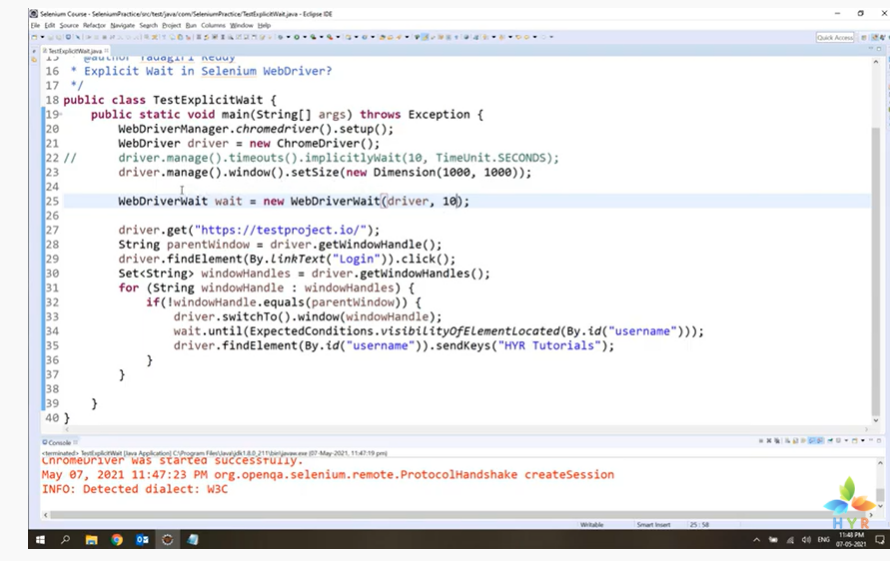 Selenium Course - SeleniumPractice/src/test/java/com/SeleniumPractice/TestExplicitWait.java - Eclipse IDE
File Edit Source Refactor Navigate Search Project Run Columns Window Help
Quick Access
TestExplicitWait.java
15 * @author Yadagiri Reddy
16 * Explicit Wait in Selenium WebDriver?
17 */
18 public class TestExplicitWait {
19 public static void main(String[] args) throws Exception {
20 WebDriverManager.chromedriver().setup();
21 WebDriver driver = new ChromeDriver();
22 // driver.manage().timeouts().implicitlyWait(10, TimeUnit.SECONDS);
23 driver.manage().window().setSize(new Dimension(1000, 1000));
24
25 WebDriverWait wait = new WebDriverWait(driver, 10);
26
27 driver.get("https://testproject.io/");
28 String parentWindow = driver.getWindowHandle();
29 driver.findElement(By.linkText("Login")).click();
30 Set<String> windowHandles = driver.getWindowHandles();
31 for (String windowHandle : windowHandles) {
32 if(!windowHandle.equals(parentWindow)) {
33 driver.switchTo().window(windowHandle);
34 wait.until(ExpectedConditions.visibilityOfElementLocated(By.id("username")));
35 driver.findElement(By.id("username")).sendKeys("HYR Tutorials");
36 }
37 }
38
39 }
40 }
Console
<terminated> TestExplicitWait [Java Application] C:\Program Files\Java\jdk1.8.0_211\bin\javaw.exe (07-May-2021, 11:47:19 pm)
ChromeDriver was started successfully.
May 07, 2021 11:47:23 PM org.openqa.selenium.remote.ProtocolHandshake createSession
INFO: Detected dialect: W3C
HYR
Writable Smart Insert 25 : 58
ENG 11:48 PM
07-05-2021